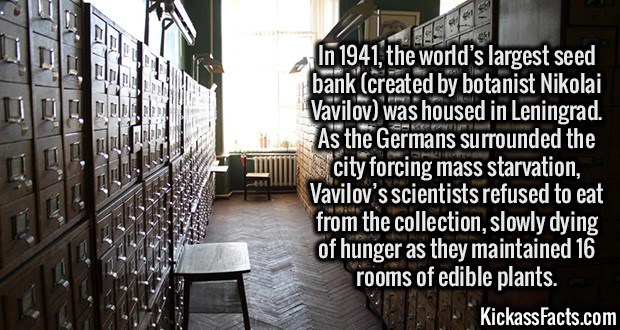 In 1941, the world's largest seed
bank (created by botanist Nikolai
Vavilov) was housed in Leningrad.
As the Germans surrounded the
city forcing mass starvation,
Vavilov's scientists refused to eat
from the collection, slowly dying
of hunger as they maintained 16
rooms of edible plants.
KickassFacts.com